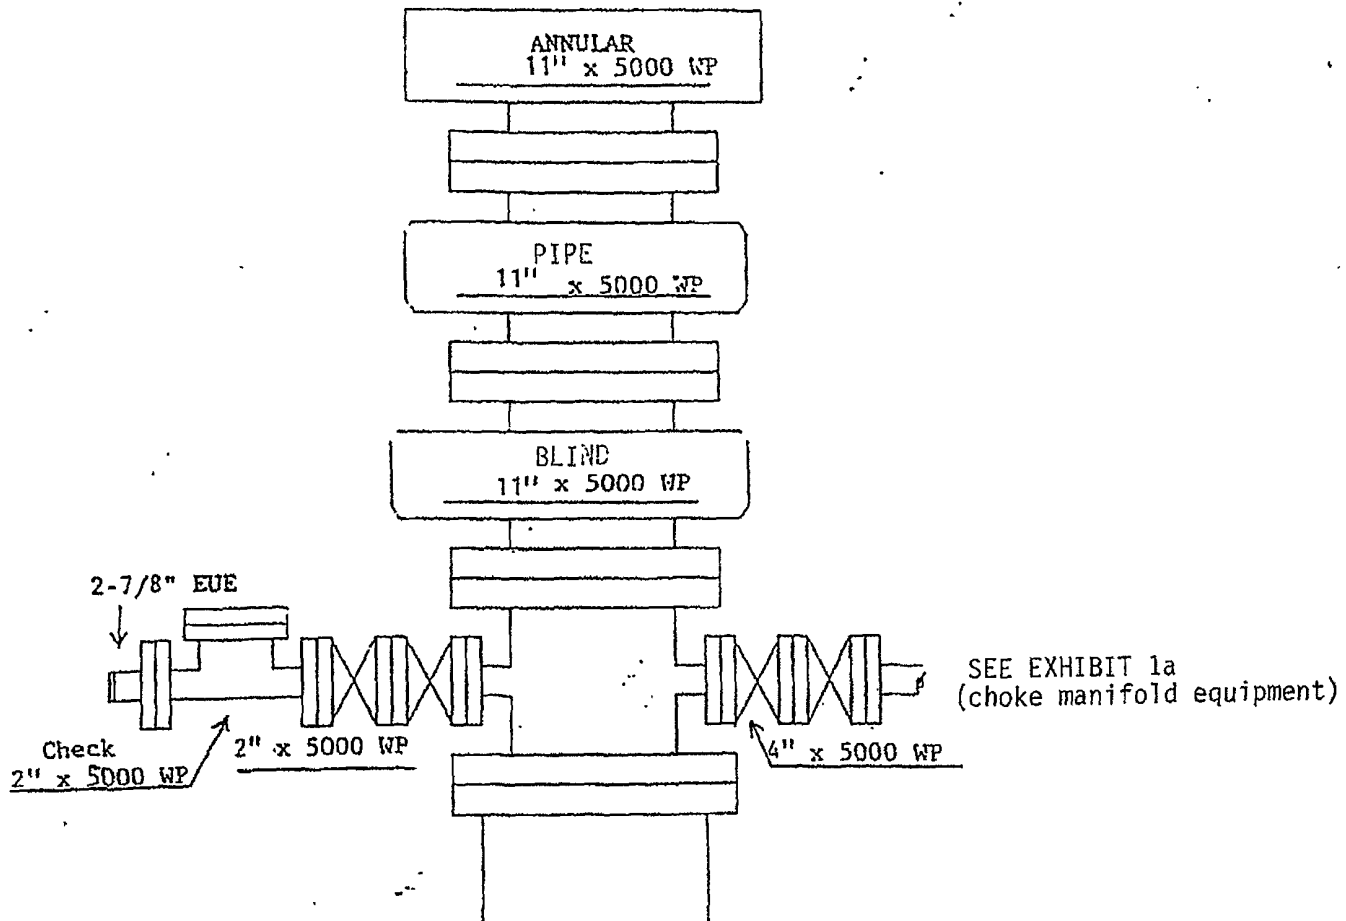 ANNULAR
11" x 5000 WP
PIPE
11" x 5000 WP
BLIND
11" x 5000 WP
2-7/8" EUE
SEE EXHIBIT 1a
(choke manifold equipment)
Check
2" x 5000 WP
2" x 5000 WP
4" x 5000 WP